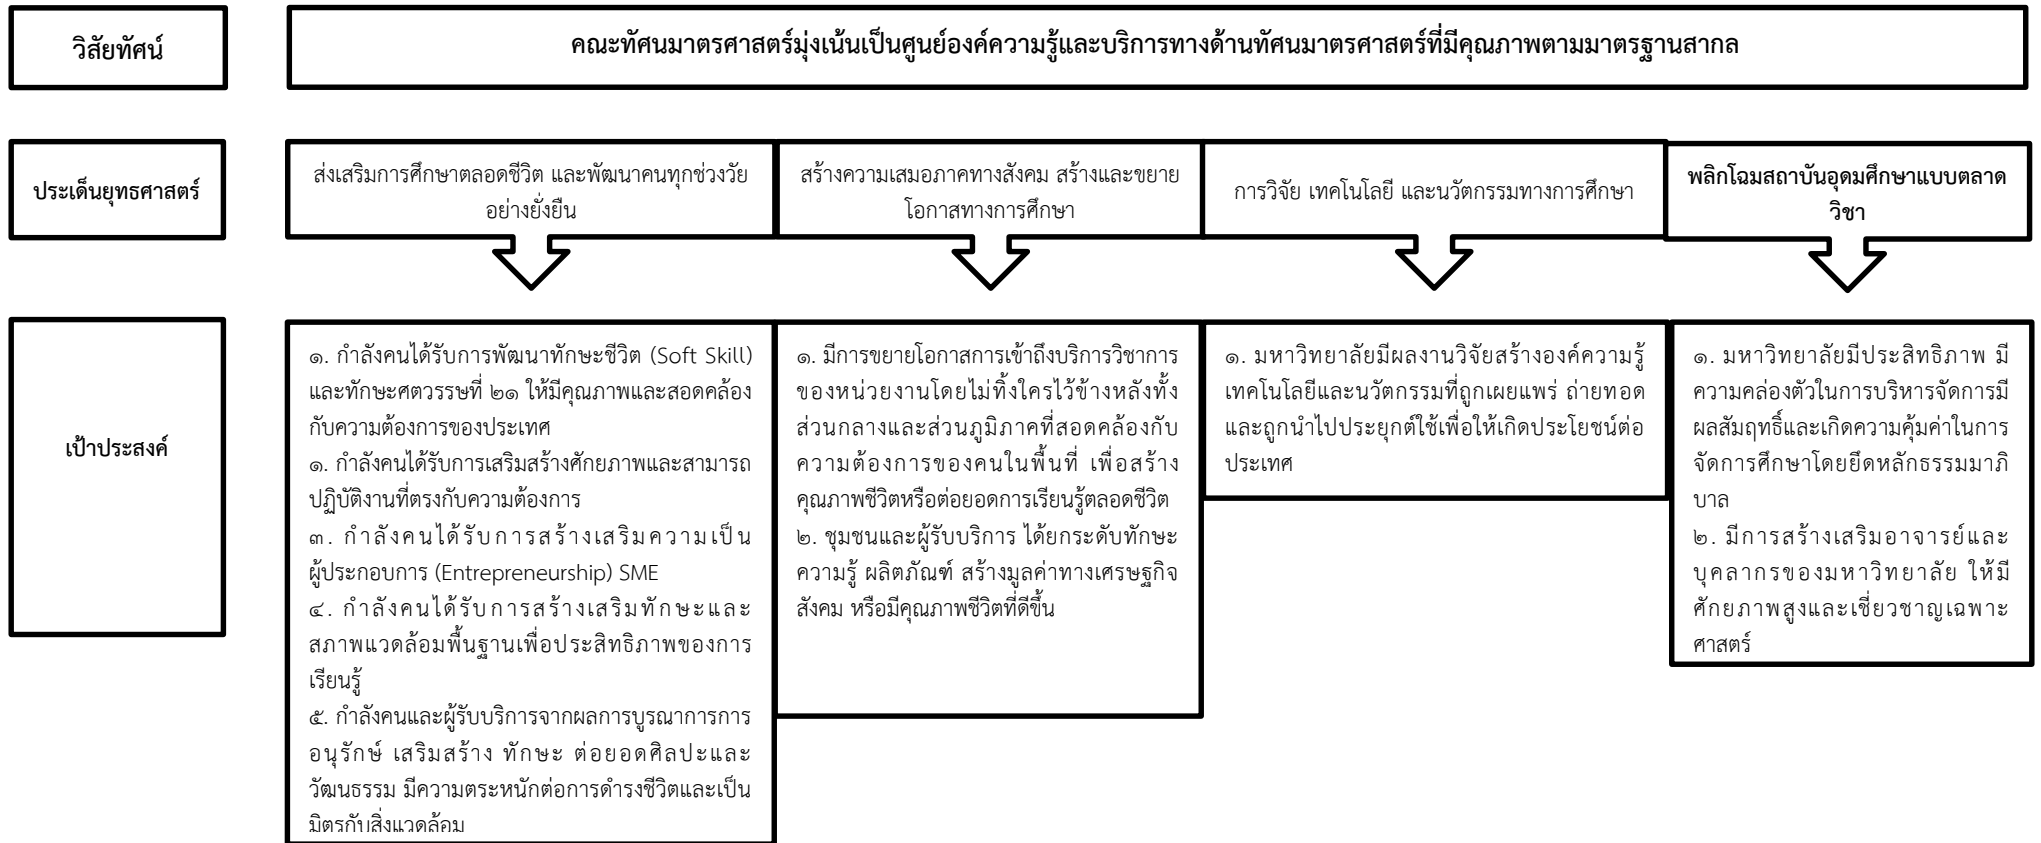 วิสัยทัศน์
คณะทัศนมาตรศาสตร์มุ่งเน้นเป็นศูนย์องค์ความรู้และบริการทางด้านทัศนมาตรศาสตร์ที่มีคุณภาพตามมาตรฐานสากล
ประเด็นยุทธศาสตร์
ส่งเสริมการศึกษาตลอดชีวิต และพัฒนาคนทุกช่วงวัย
อย่างยั่งยืน
สร้างความเสมอภาคทางสังคม สร้างและขยาย
โอกาสทางการศึกษา
การวิจัย เทคโนโลยี และนวัตกรรมทางการศึกษา
พลิกโฉมสถาบันอุดมศึกษาแบบตลาด
วิชา
เป้าประสงค์
๑. กำลังคนได้รับการพัฒนาทักษะชีวิต (Soft Skill)
และทักษะศตวรรษที่ ๒๑ ให้มีคุณภาพและสอดคล้อง
กับความต้องการของประเทศ
๑. กำลังคนได้รับการเสริมสร้างศักยภาพและสามารถ
ปฏิบัติงานที่ตรงกับความต้องการ
๓. กำลังคนได้รับการสร้างเสริมความเป็น
ผู้ประกอบการ (Entrepreneurship) SME
๔. กำลังคนได้รับการสร้างเสริมทักษะและ
สภาพแวดล้อมพื้นฐานเพื่อประสิทธิภาพของการ
เรียนรู้
๕. กำลังคนและผู้รับบริการจากผลการบูรณาการการ
อนุรักษ์ เสริมสร้าง ทักษะ ต่อยอดศิลปะและ
วัฒนธรรม มีความตระหนักต่อการดำรงชีวิตและเป็น
มิตรกับสิ่งแวดล้อม
๑. มีการขยายโอกาสการเข้าถึงบริการวิชาการ
ของหน่วยงานโดยไม่ทิ้งใครไว้ข้างหลังทั้ง
ส่วนกลางและส่วนภูมิภาคที่สอดคล้องกับ
ความต้องการของคนในพื้นที่ เพื่อสร้าง
คุณภาพชีวิตหรือต่อยอดการเรียนรู้ตลอดชีวิต
๒. ชุมชนและผู้รับบริการ ได้ยกระดับทักษะ
ความรู้ ผลิตภัณฑ์ สร้างมูลค่าทางเศรษฐกิจ
สังคม หรือมีคุณภาพชีวิตที่ดีขึ้น
๑. มหาวิทยาลัยมีผลงานวิจัยสร้างองค์ความรู้
เทคโนโลยีและนวัตกรรมที่ถูกเผยแพร่ ถ่ายทอด
และถูกนำไปประยุกต์ใช้เพื่อให้เกิดประโยชน์ต่อ
ประเทศ
๑. มหาวิทยาลัยมีประสิทธิภาพ มี
ความคล่องตัวในการบริหารจัดการมี
ผลสัมฤทธิ์และเกิดความคุ้มค่าในการ
จัดการศึกษาโดยยึดหลักธรรมมาภิ
บาล
๒. มีการสร้างเสริมอาจารย์และ
บุคลากรของมหาวิทยาลัย ให้มี
ศักยภาพสูงและเชี่ยวชาญเฉพาะ
ศาสตร์